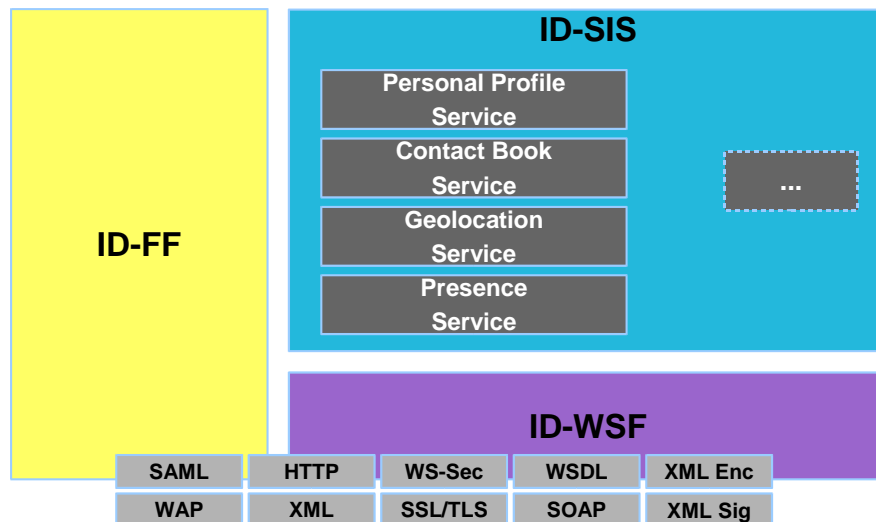 ID-FF
ID-SIS
Personal Profile
Service
Contact Book
Service
Geolocation
Service
Presence
Service
...
ID-WSF
SAML HTTP WS-Sec WSDL XML Enc
WAP XML SSL/TLS SOAP XML Sig